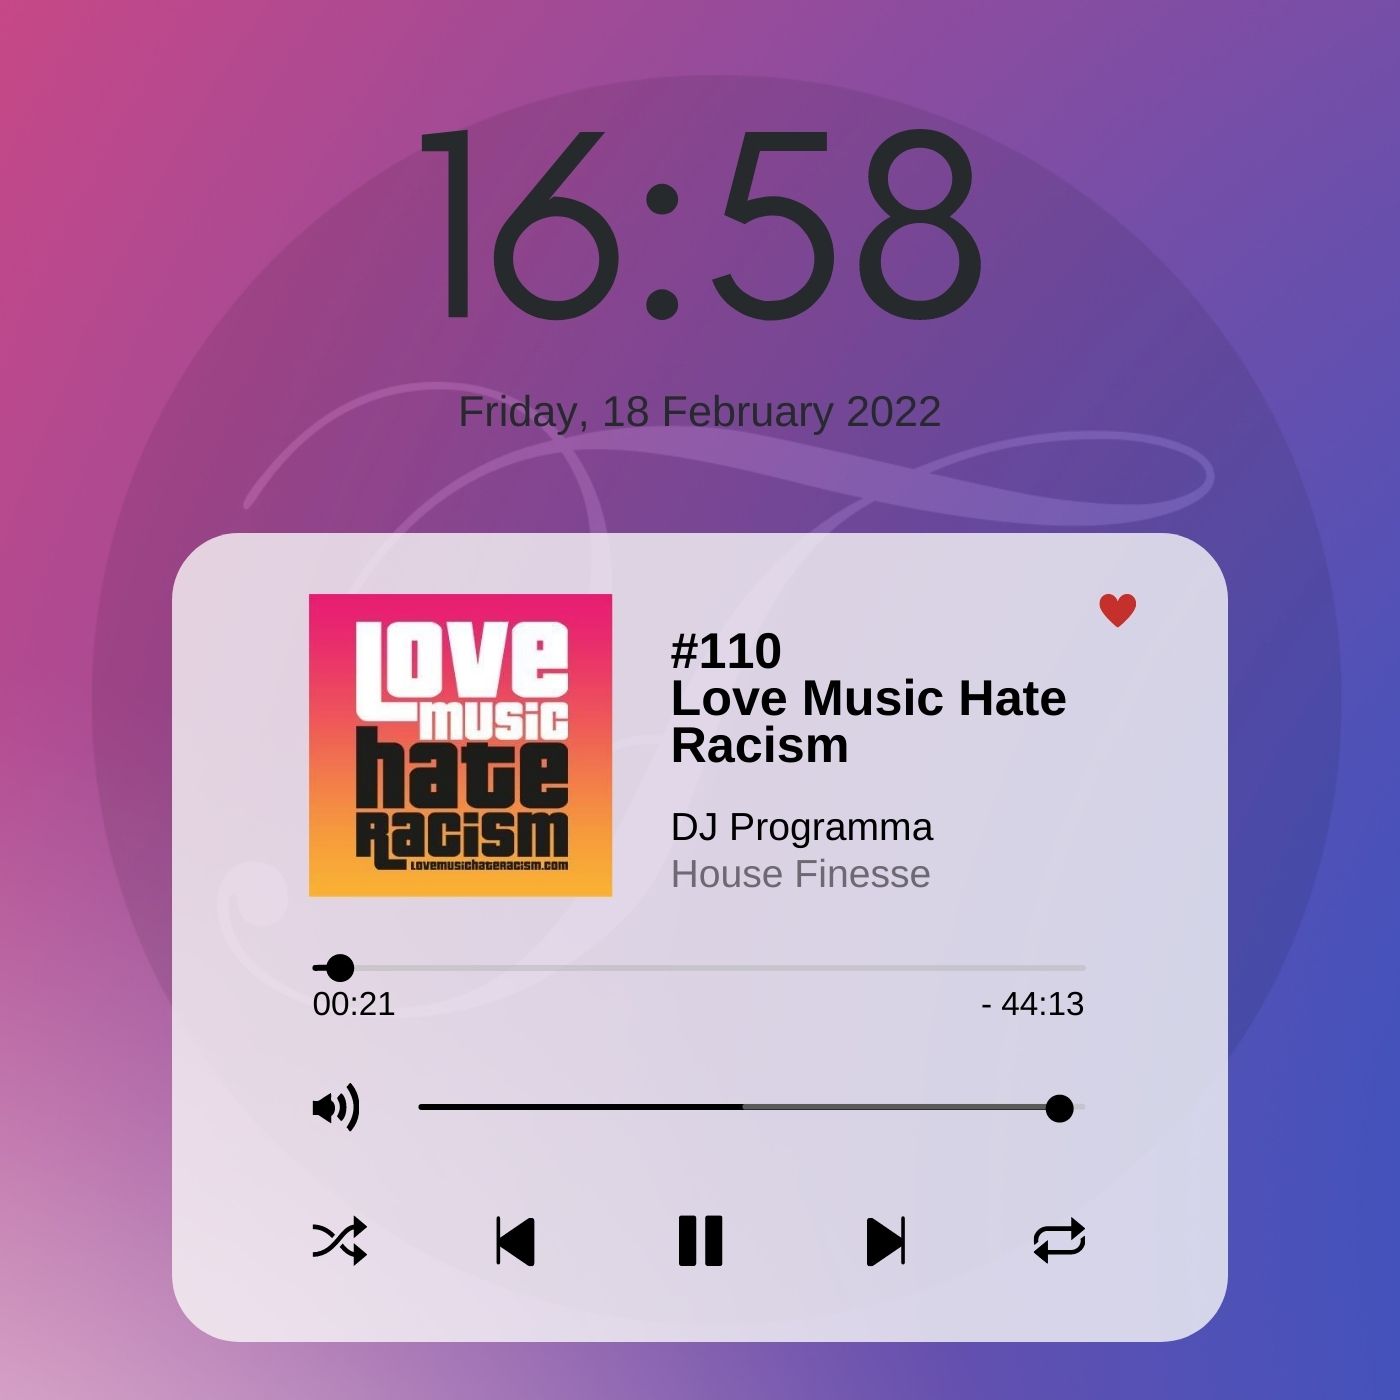 16:58
Friday, 18 February 2022
Love
music
hate
Racism
lovemusichateracism.com
#110
Love Music Hate
Racism
DJ Programma
House Finesse
00:21
- 44:13